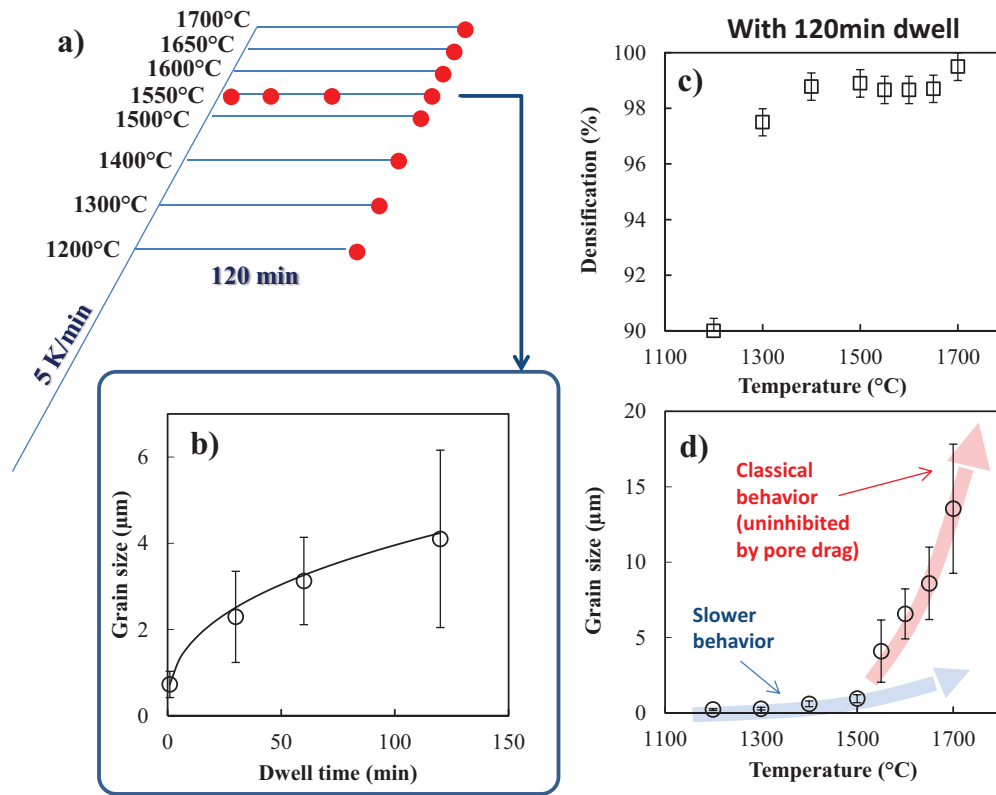 a)
1700°C
1650°C
1600°C
1550°C
1500°C
1400°C
1300°C
1200°C
120 min
5 K/min
b)
Grain size (µm)
6
4
2
0
0 50 100 150
Dwell time (min)
With 120min dwell
c)
Densification (%)
100
98
96
94
92
90
1100 1300 1500 1700
Temperature (°C)
d)
Grain size (µm)
20
15
10
5
0
Classical
behavior
(uninhibited
by pore drag)
Slower
behavior
1100 1300 1500 1700
Temperature (°C)